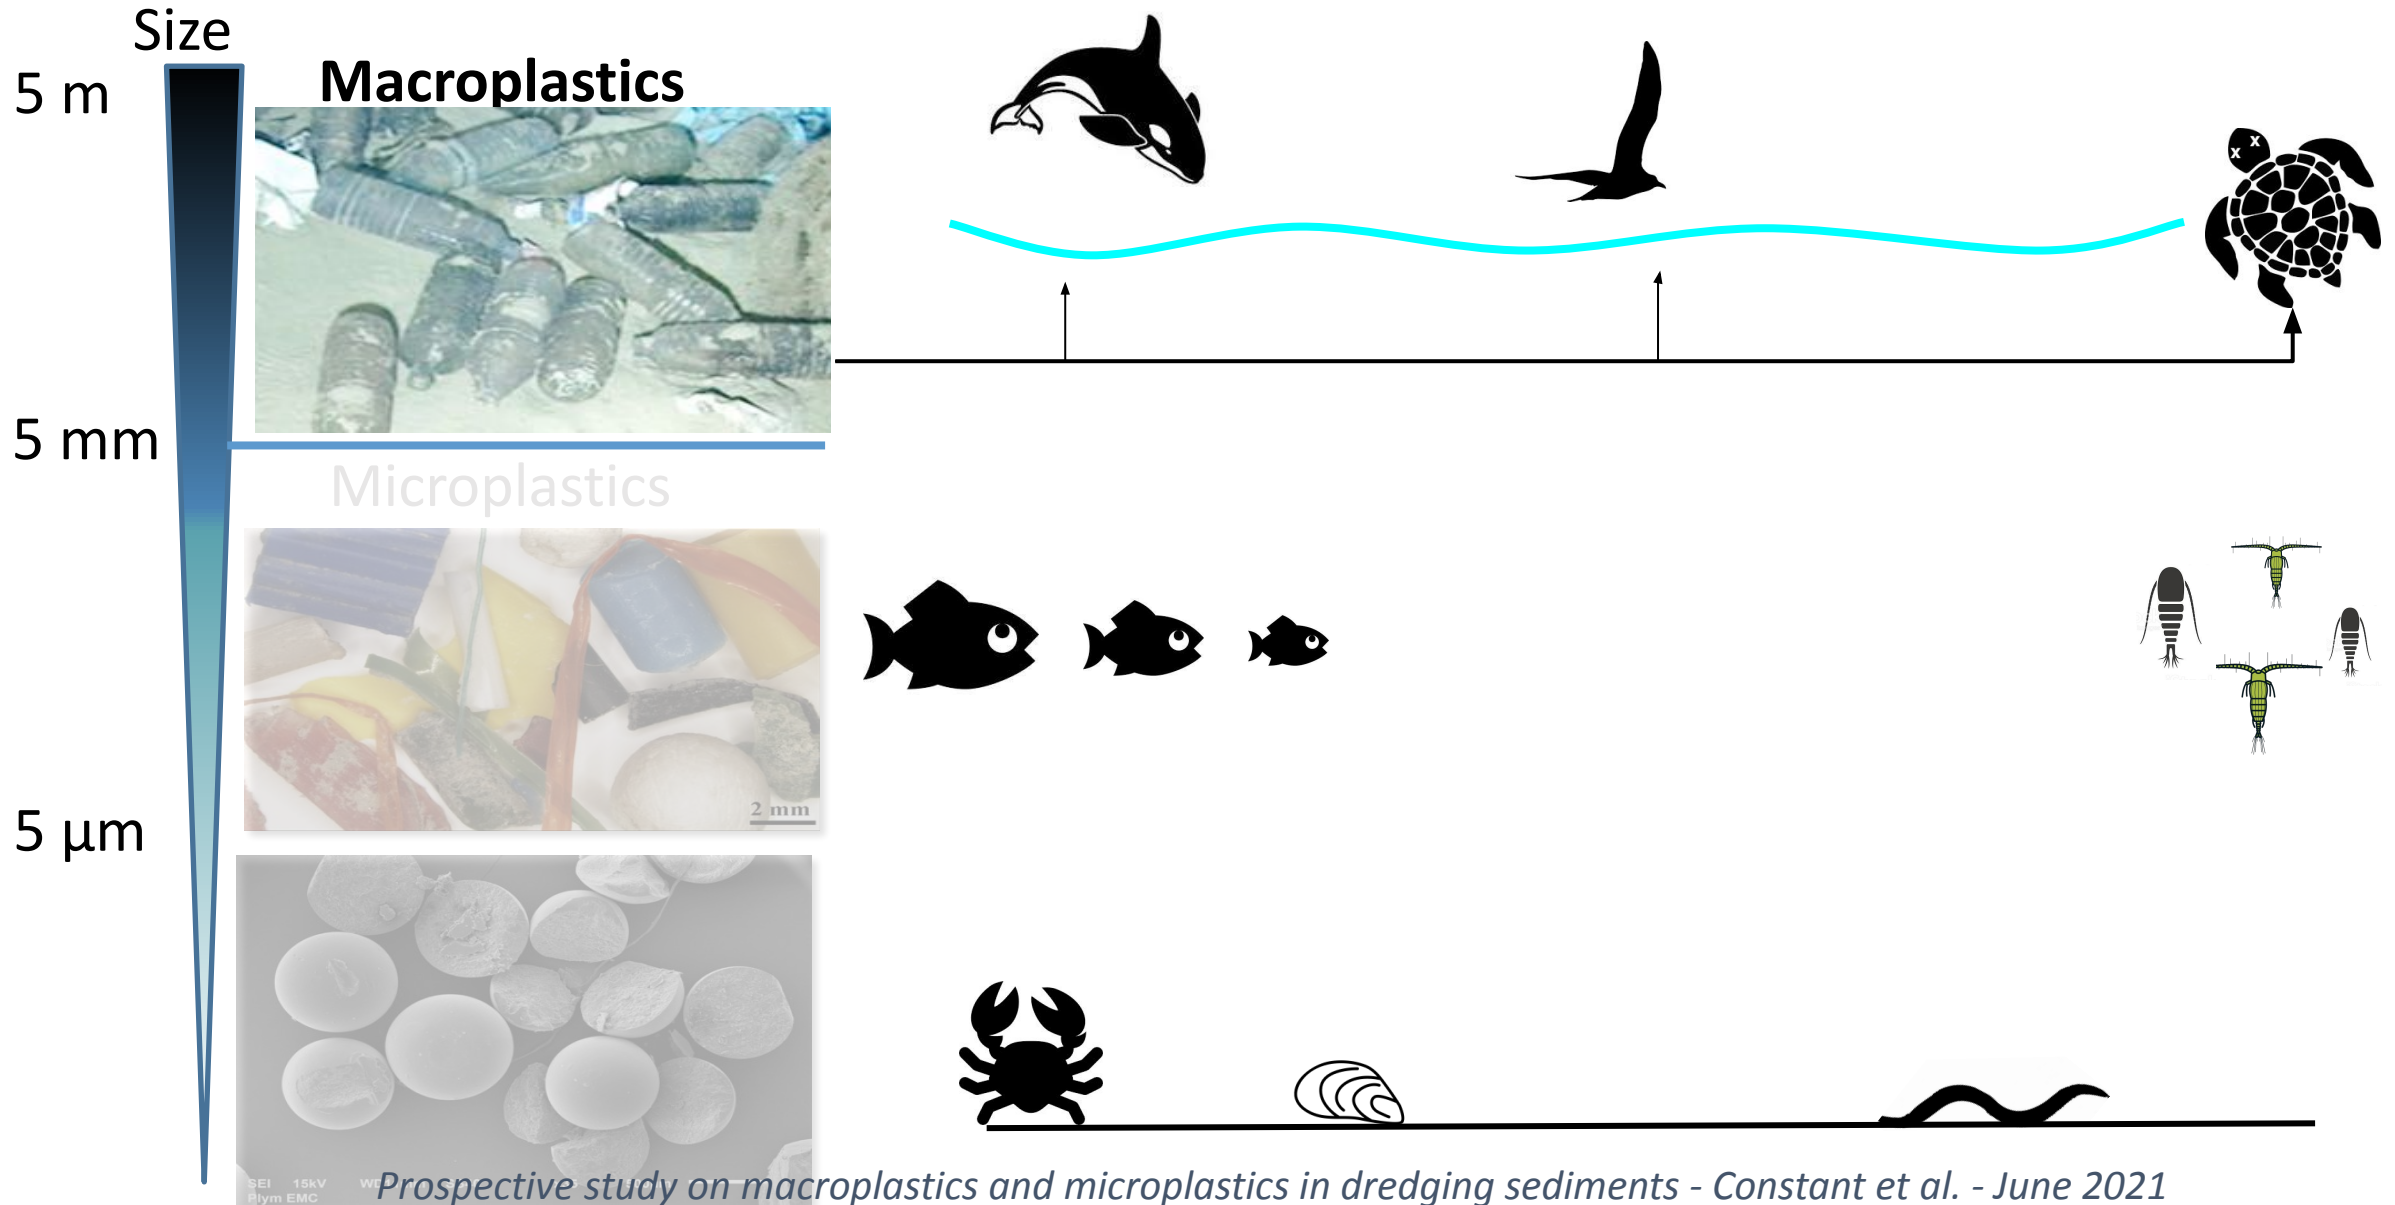 Size
5 m
Macroplastics
x x
5 mm
Microplastics
2 mm
5 µm
SEI 15kV
Plym EMC
Prospective study on macroplastics and microplastics in dredging sediments - Constant et al. - June 2021